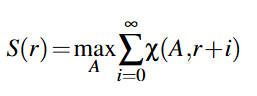 S(r)=max_A ∑_{i=0}^{∞} χ(A,r+i)